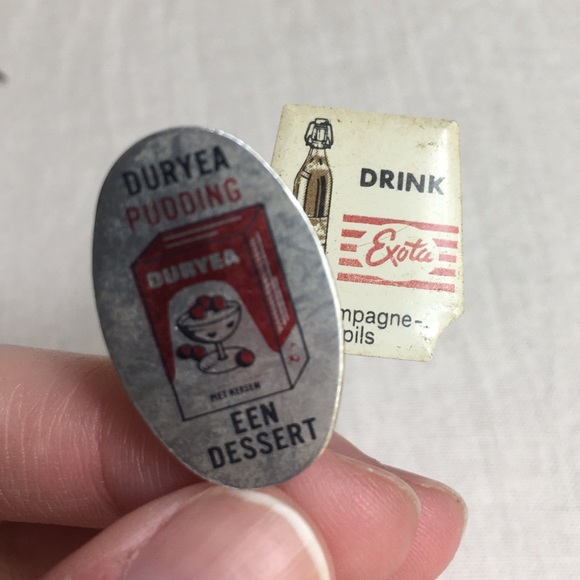 DURYEA
PUDDING
DURYEA
MET KERSEN
EEN
DESSERT
DRINK
Exota
mpagne-
pils